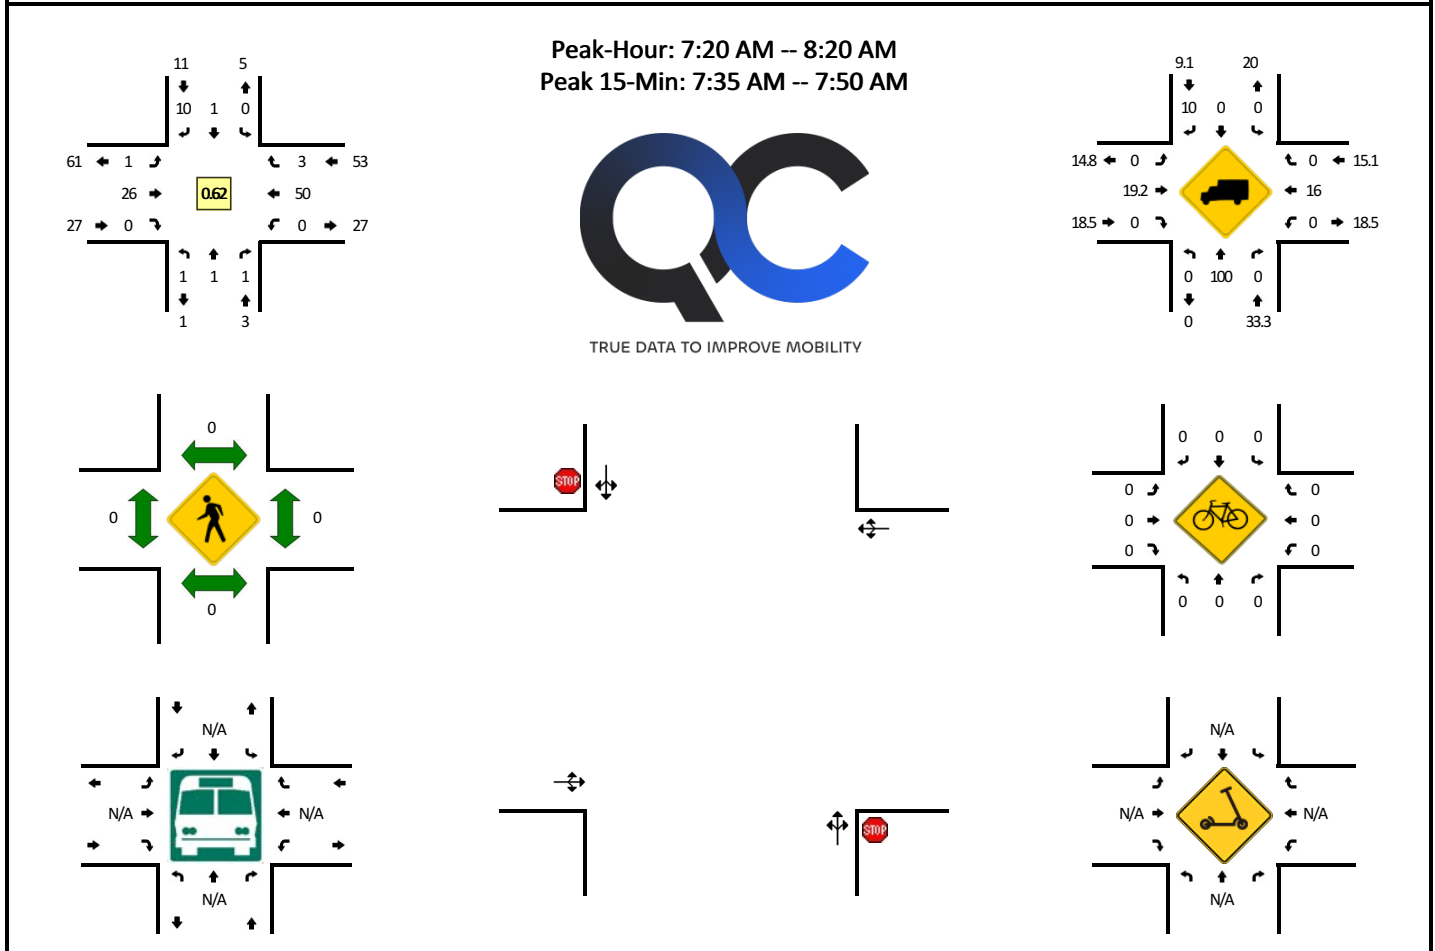 Peak-Hour: 7:20 AM -- 8:20 AM
Peak 15-Min: 7:35 AM -- 7:50 AM
11 5
10 1 0
61 1 3 53
26 0.62 50
27 0 0 27
1 1 1
1 3
TRUE DATA TO IMPROVE MOBILITY
9.1 20
10 0 0
14.8 0 0 15.1
19.2 16
18.5 0 0 18.5
0 100 0
0 33.3
0
0 0
0
STOP
STOP
0 0 0
0 0
0 0
0 0
0 0 0
N/A
N/A N/A
N/A
N/A
N/A N/A
N/A